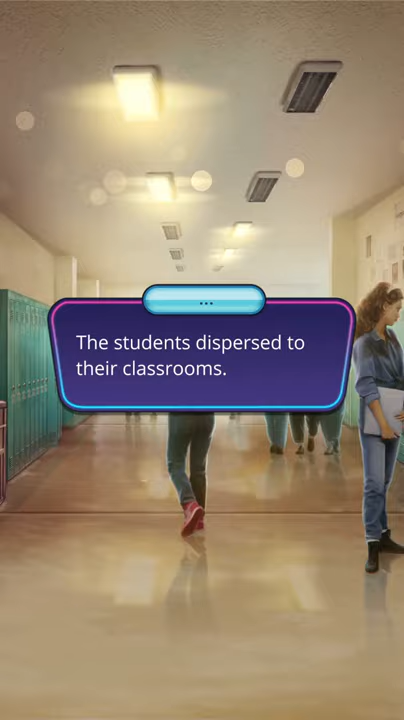 ...
The students dispersed to
their classrooms.